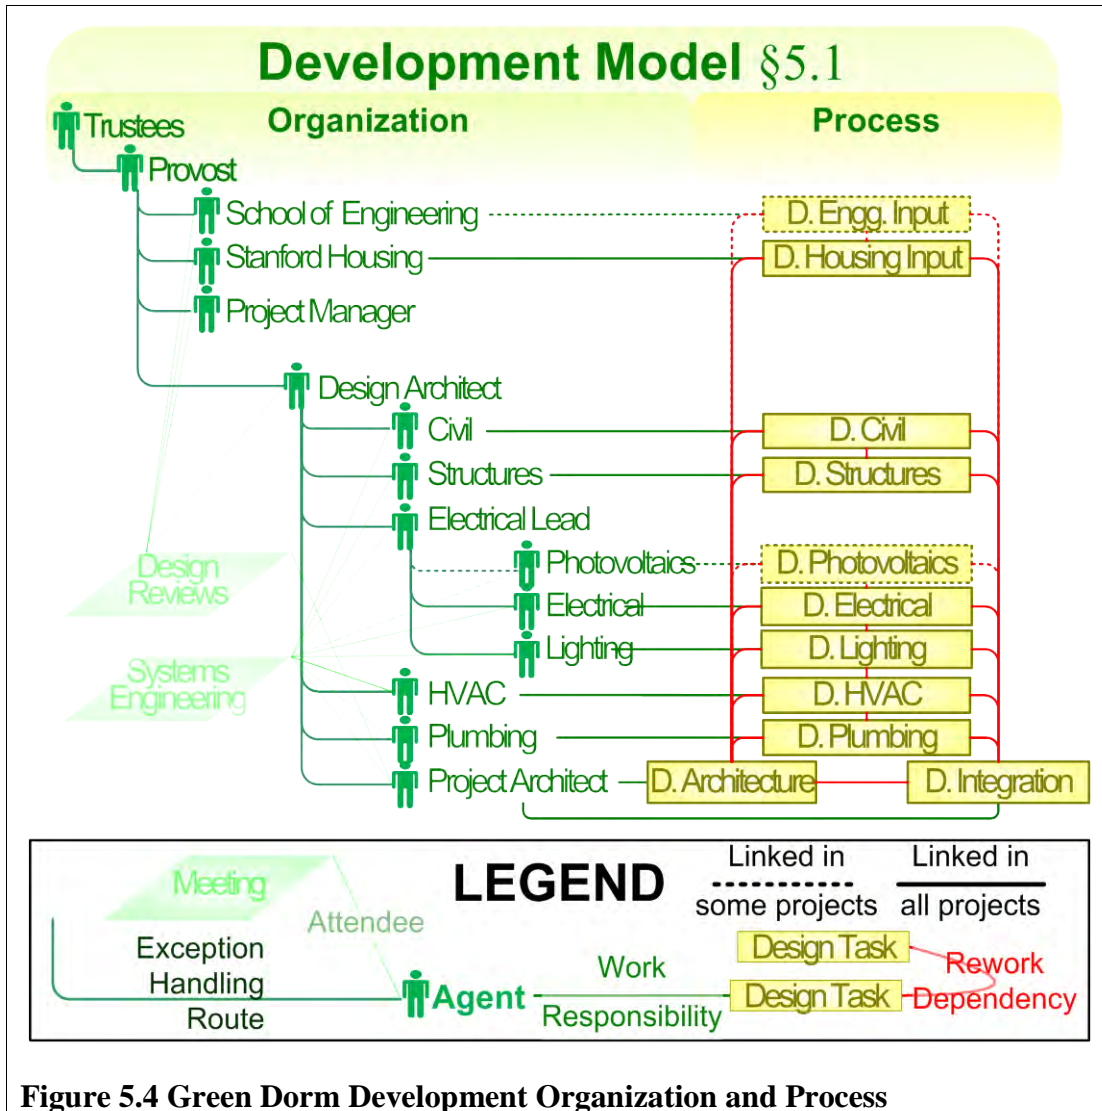 Development Model §5.1
Organization
Process
Trustees
Provost
School of Engineering
D. Engg. Input
Stanford Housing
D. Housing Input
Project Manager
Design Architect
Civil
D. Civil
Structures
D. Structures
Electrical Lead
Photovoltaics
D. Photovoltaics
Design
Reviews
Electrical
D. Electrical
Lighting
D. Lighting
Systems
Engineering
HVAC
D. HVAC
Plumbing
D. Plumbing
Project Architect
D. Architecture
D. Integration
LEGEND
Meeting
Attendee
Exception
Handling
Route
Agent
Work
Responsibility
Linked in
some projects
Linked in
all projects
Design Task
Design Task
Rework
Dependency
Figure 5.4 Green Dorm Development Organization and Process